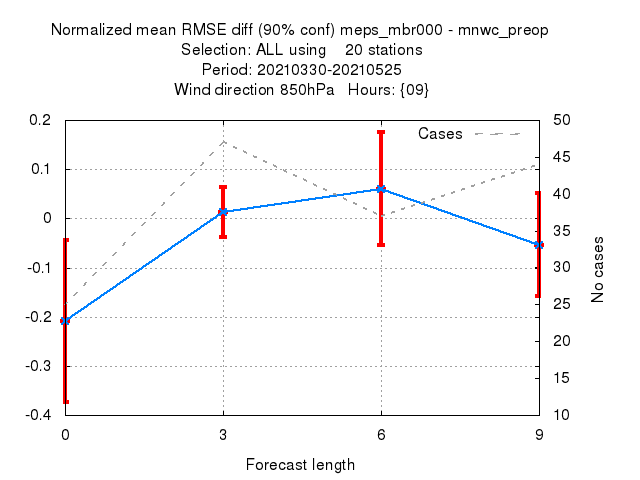 Normalized mean RMSE diff (90% conf) meps_mbr000 - mnwc_preop
Selection: ALL using    20 stations
Period: 20210330-20210525
Wind direction 850hPa   Hours: {09}
Cases
0.2
0.1
0
-0.1
-0.2
-0.3
-0.4
50
45
40
35
30
25
20
15
10
No cases
0 3 6 9
Forecast length